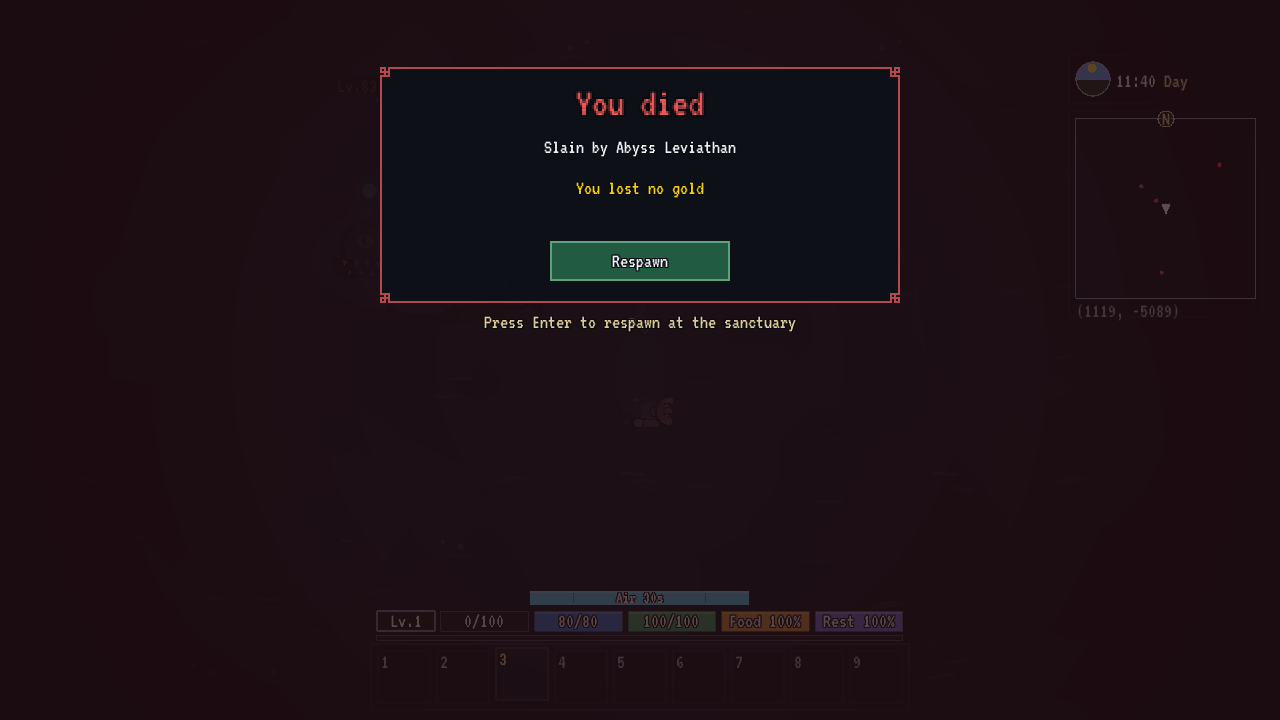 You died
Slain by Abyss Leviathan
You lost no gold
Respawn
Press Enter to respawn at the sanctuary
11:40 Day
N
(1119, -5089)
Air 30s
Lv.1
0/100
80/80
100/100
Food 100%
Rest 100%
1 2 3 4 5 6 7 8 9